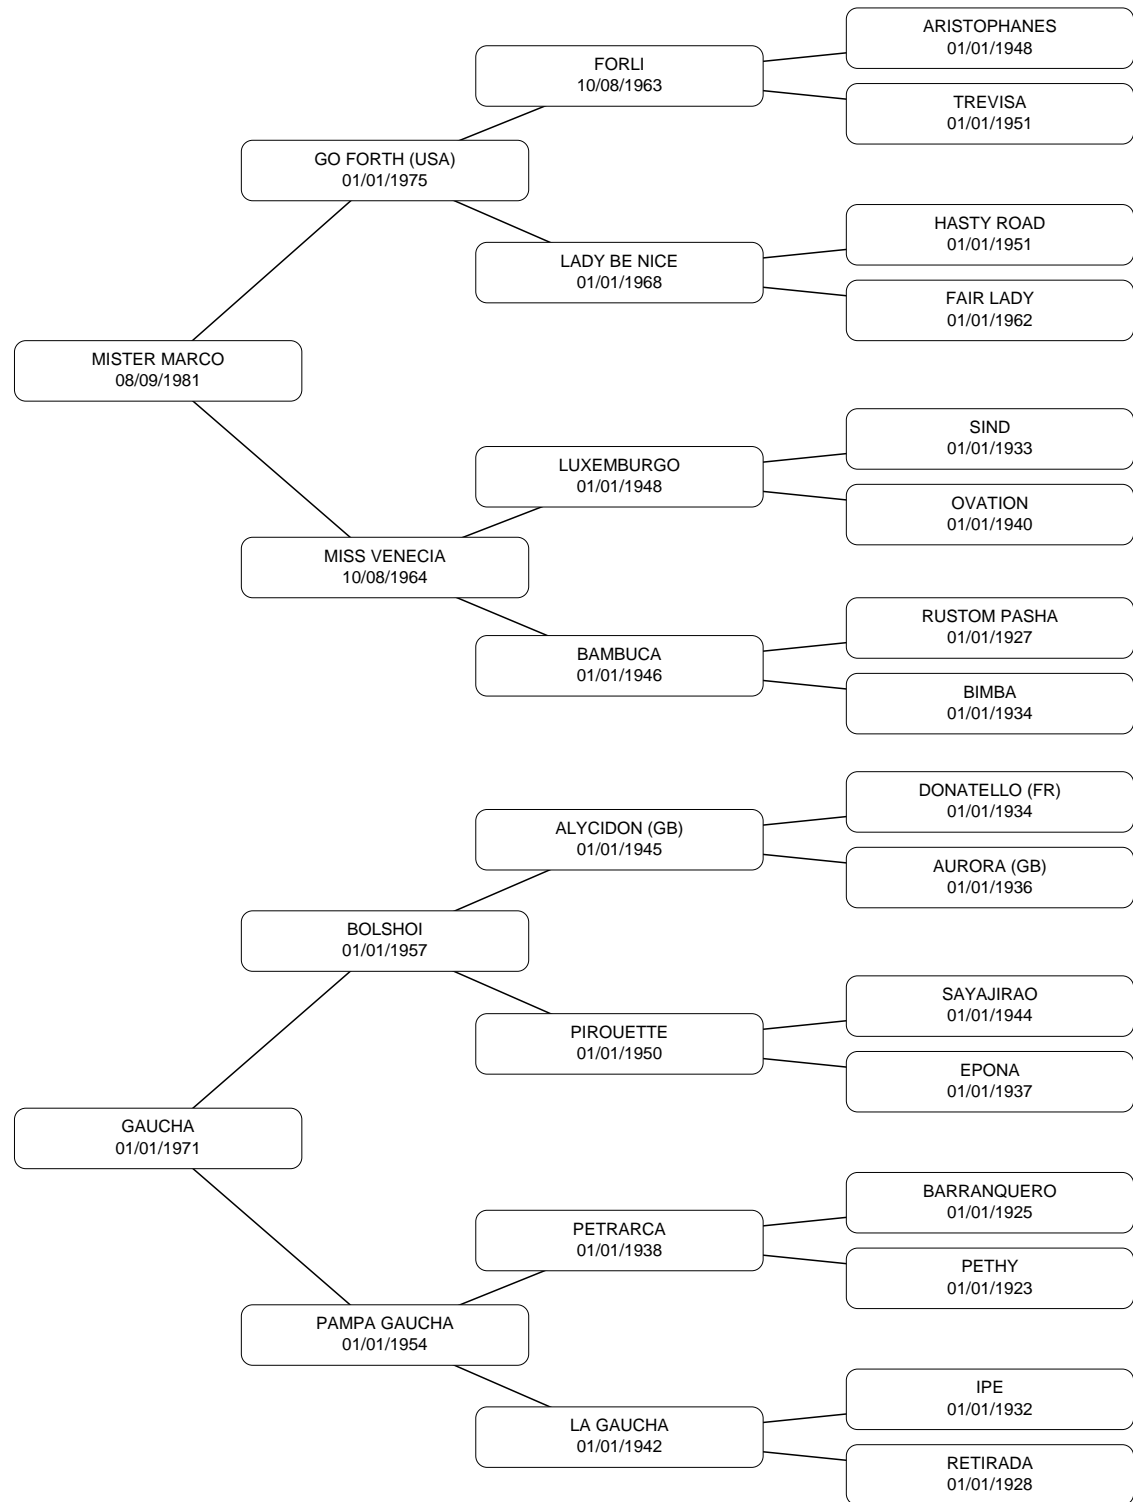 ARISTOPHANES
01/01/1948
FORLI
10/08/1963
TREVISA
01/01/1951
GO FORTH (USA)
01/01/1975
HASTY ROAD
01/01/1951
LADY BE NICE
01/01/1968
FAIR LADY
01/01/1962
MISTER MARCO
08/09/1981
SIND
01/01/1933
LUXEMBURGO
01/01/1948
OVATION
01/01/1940
MISS VENECIA
10/08/1964
RUSTOM PASHA
01/01/1927
BAMBUCA
01/01/1946
BIMBA
01/01/1934
DONATELLO (FR)
01/01/1934
ALYCIDON (GB)
01/01/1945
AURORA (GB)
01/01/1936
BOLSHOI
01/01/1957
SAYAJIRAO
01/01/1944
PIROUETTE
01/01/1950
EPONA
01/01/1937
GAUCHA
01/01/1971
BARRANQUERO
01/01/1925
PETRARCA
01/01/1938
PETHY
01/01/1923
PAMPA GAUCHA
01/01/1954
IPE
01/01/1932
LA GAUCHA
01/01/1942
RETIRADA
01/01/1928